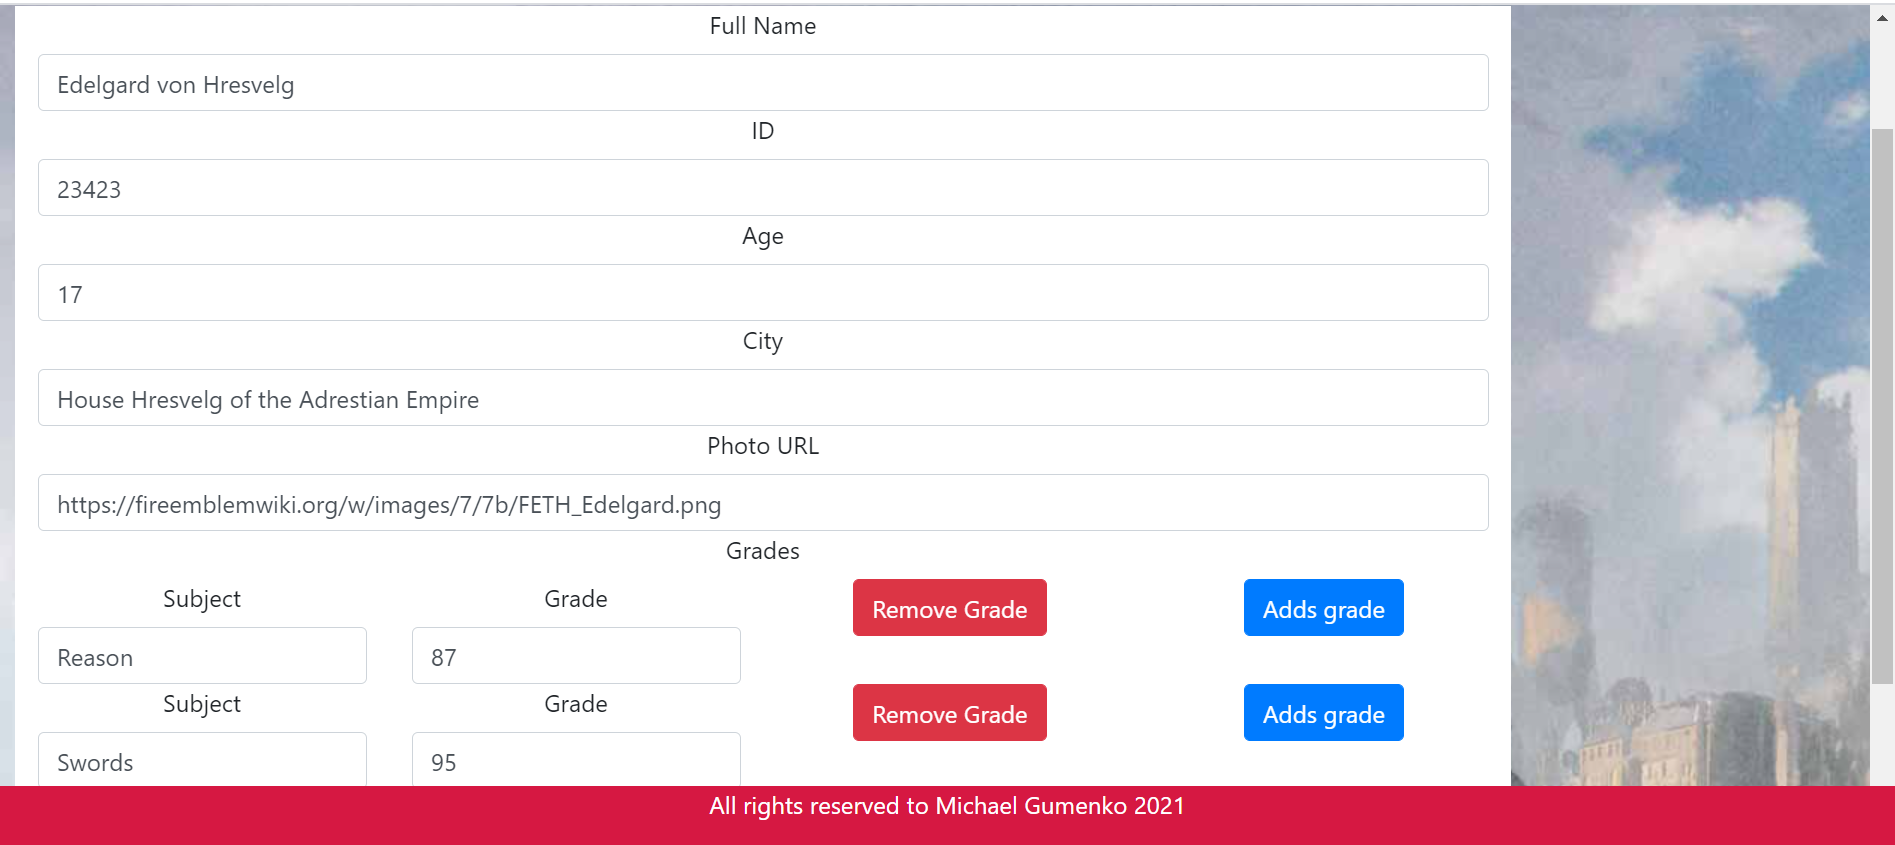 Full Name
Edelgard von Hresvelg
ID
23423
Age
17
City
House Hresvelg of the Adrestian Empire
Photo URL
https://fireemblemwiki.org/w/images/7/7b/FETH_Edelgard.png
Grades
Subject Grade Remove Grade Adds grade
Reason 87
Subject Grade Remove Grade Adds grade
Swords 95
All rights reserved to Michael Gumenko 2021